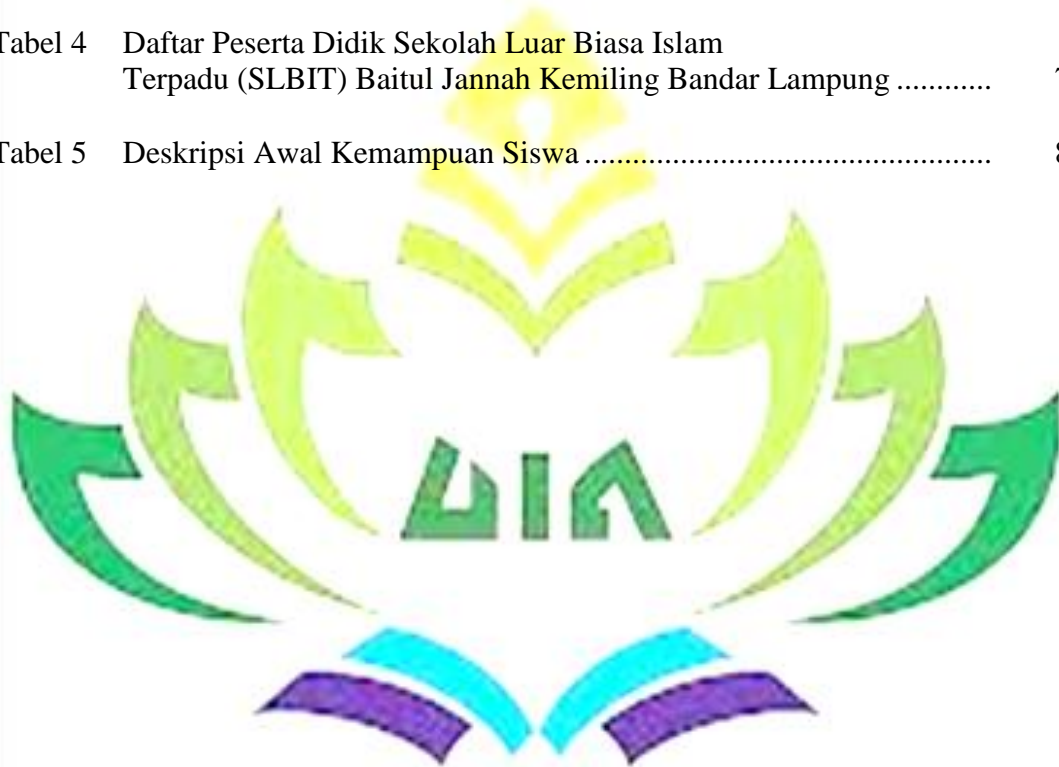 Tabel 4 Daftar Peserta Didik Sekolah Luar Biasa Islam
Terpadu (SLBIT) Baitul Jannah Kemiling Bandar Lampung ............
Tabel 5 Deskripsi Awal Kemampuan Siswa ...................................................
UIN